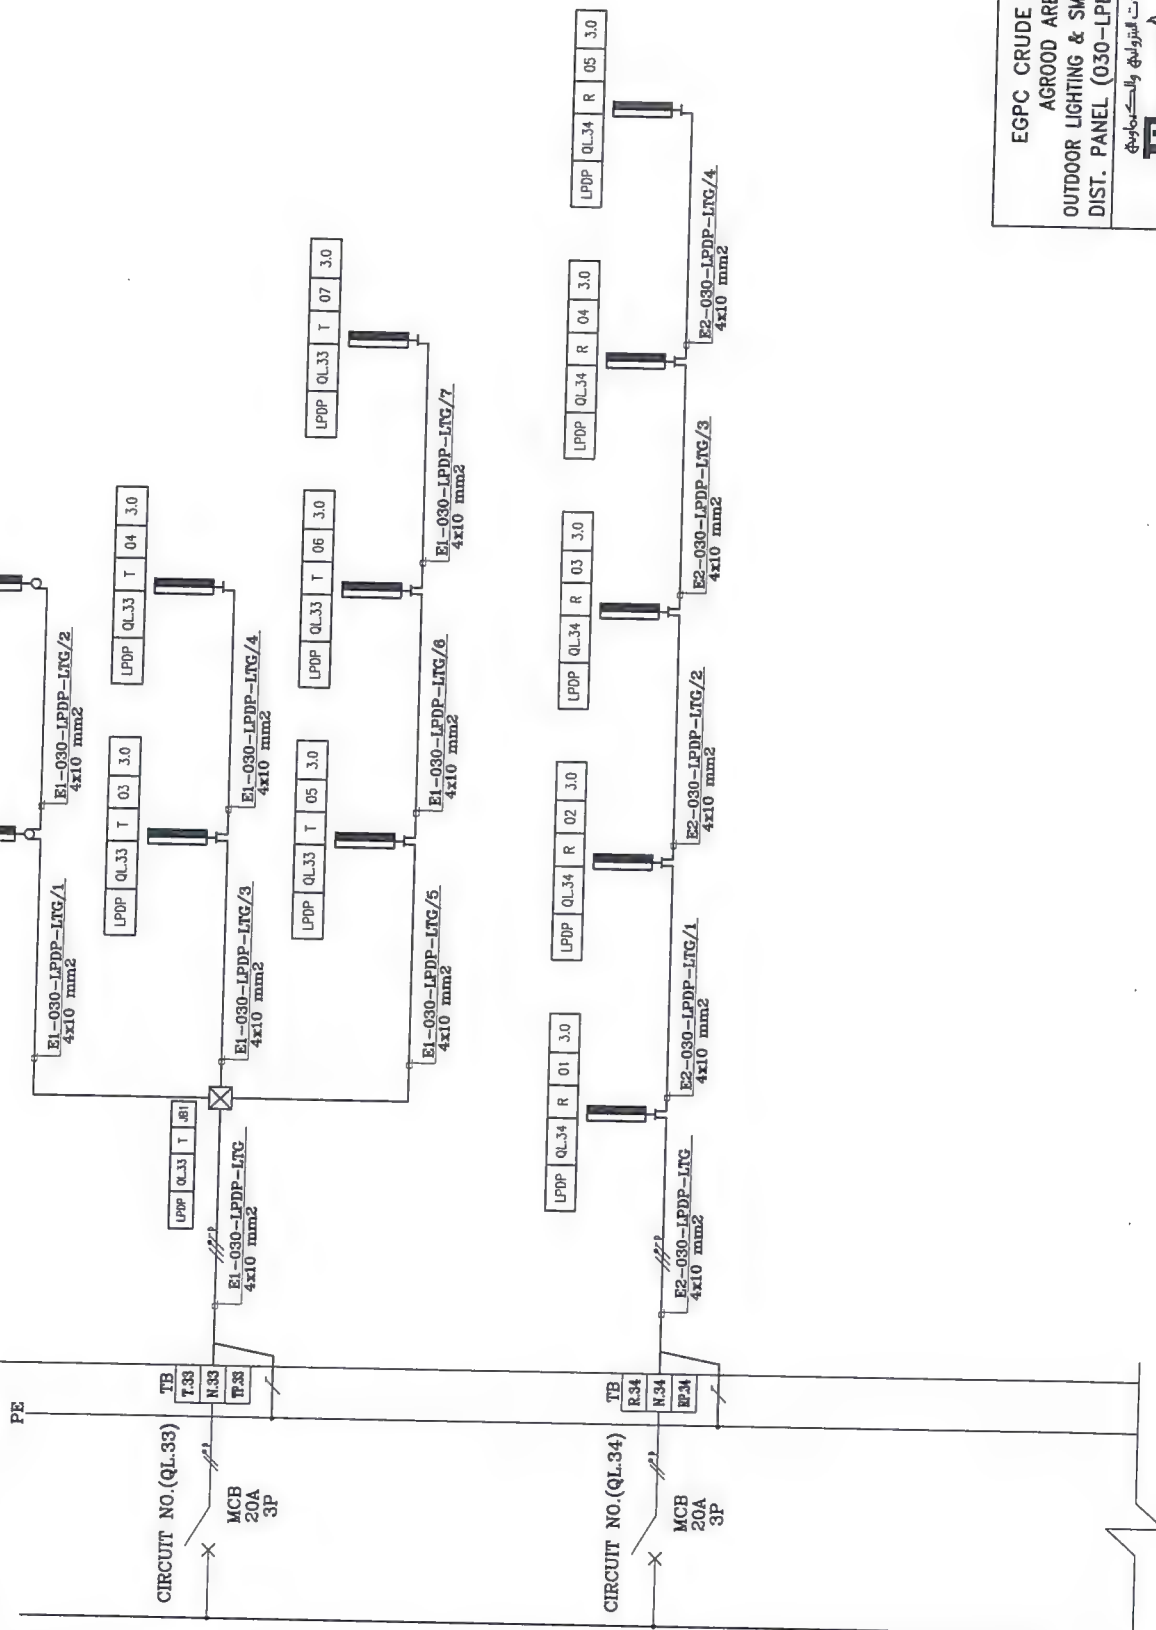 PE
CIRCUIT NO.(QL.33)
MCB
20A
3P
TB
T.33
N.33
TP.33
E1-030-LPDP-LTG
4x10 mm2
LPDP QL.33 T JB1
E1-030-LPDP-LTG/1
4x10 mm2
E1-030-LPDP-LTG/2
4x10 mm2
LPDP QL.33 T 03 3.0
E1-030-LPDP-LTG/3
4x10 mm2
LPDP QL.33 T 04 3.0
E1-030-LPDP-LTG/4
4x10 mm2
LPDP QL.33 T 05 3.0
E1-030-LPDP-LTG/5
4x10 mm2
LPDP QL.33 T 06 3.0
E1-030-LPDP-LTG/6
4x10 mm2
LPDP QL.33 T 07 3.0
E1-030-LPDP-LTG/7
4x10 mm2
CIRCUIT NO.(QL.34)
MCB
20A
3P
TB
R.34
N.34
RP.34
E2-030-LPDP-LTG
4x10 mm2
LPDP QL.34 R 01 3.0
E2-030-LPDP-LTG/1
4x10 mm2
LPDP QL.34 R 02 3.0
E2-030-LPDP-LTG/2
4x10 mm2
LPDP QL.34 R 03 3.0
E2-030-LPDP-LTG/3
4x10 mm2
LPDP QL.34 R 04 3.0
E2-030-LPDP-LTG/4
4x10 mm2
LPDP QL.34 R 05 3.0
EGPC CRUDE
AGROOD ARE
OUTDOOR LIGHTING & SM
DIST. PANEL (030-LPD
البترولية والكيماوية